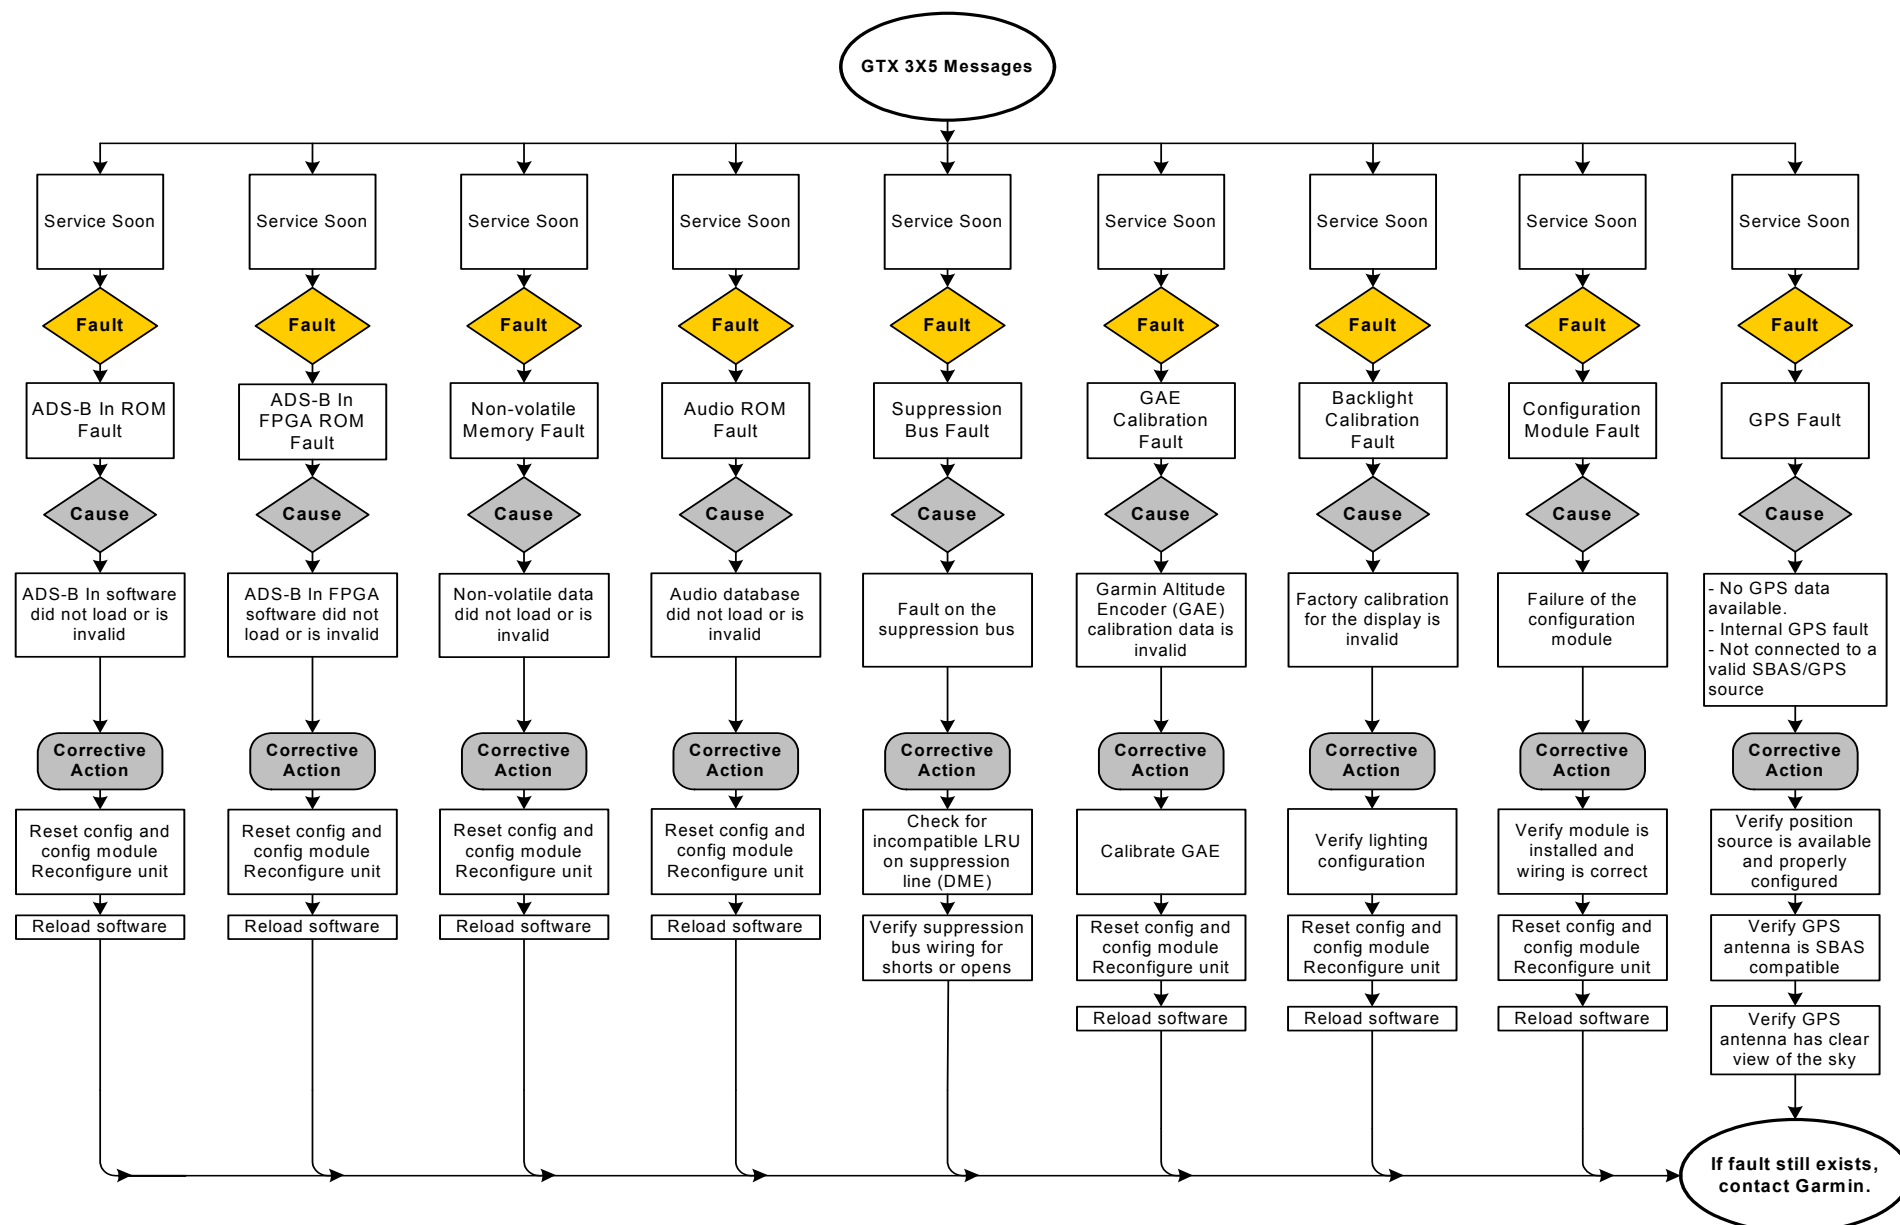 GTX 3X5 Messages
Service Soon
Service Soon
Service Soon
Service Soon
Service Soon
Service Soon
Service Soon
Service Soon
Service Soon
Fault
Fault
Fault
Fault
Fault
Fault
Fault
Fault
Fault
ADS-B In ROM
Fault
ADS-B In
FPGA ROM
Fault
Non-volatile
Memory Fault
Audio ROM
Fault
Suppression
Bus Fault
GAE
Calibration
Fault
Backlight
Calibration
Fault
Configuration
Module Fault
GPS Fault
Cause
Cause
Cause
Cause
Cause
Cause
Cause
Cause
Cause
ADS-B In software
did not load or is
invalid
ADS-B In FPGA
software did not
load or is invalid
Non-volatile data
did not load or is
invalid
Audio database
did not load or is
invalid
Fault on the
suppression bus
Garmin Altitude
Encoder (GAE)
calibration data is
invalid
Factory calibration
for the display is
invalid
Failure of the
configuration
module
- No GPS data
available.
- Internal GPS fault
- Not connected to a
valid SBAS/GPS
source
Corrective
Action
Corrective
Action
Corrective
Action
Corrective
Action
Corrective
Action
Corrective
Action
Corrective
Action
Corrective
Action
Corrective
Action
Reset config and
config module
Reconfigure unit
Reset config and
config module
Reconfigure unit
Reset config and
config module
Reconfigure unit
Reset config and
config module
Reconfigure unit
Check for
incompatible LRU
on suppression
line (DME)
Calibrate GAE
Verify lighting
configuration
Verify module is
installed and
wiring is correct
Verify position
source is available
and properly
configured
Reload software
Reload software
Reload software
Reload software
Verify suppression
bus wiring for
shorts or opens
Reset config and
config module
Reconfigure unit
Reset config and
config module
Reconfigure unit
Reset config and
config module
Reconfigure unit
Verify GPS
antenna is SBAS
compatible
Reload software
Reload software
Reload software
Verify GPS
antenna has clear
view of the sky
If fault still exists,
contact Garmin.